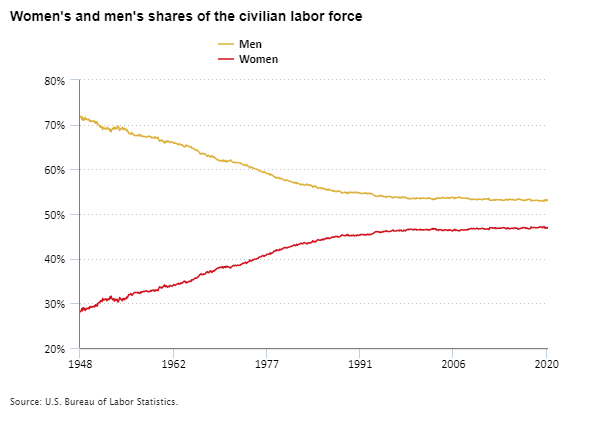 Women's and men's shares of the civilian labor force
Men
Women
80%
70%
60%
50%
40%
30%
20%
1948 1962 1977 1991 2006 2020
Source: U.S. Bureau of Labor Statistics.